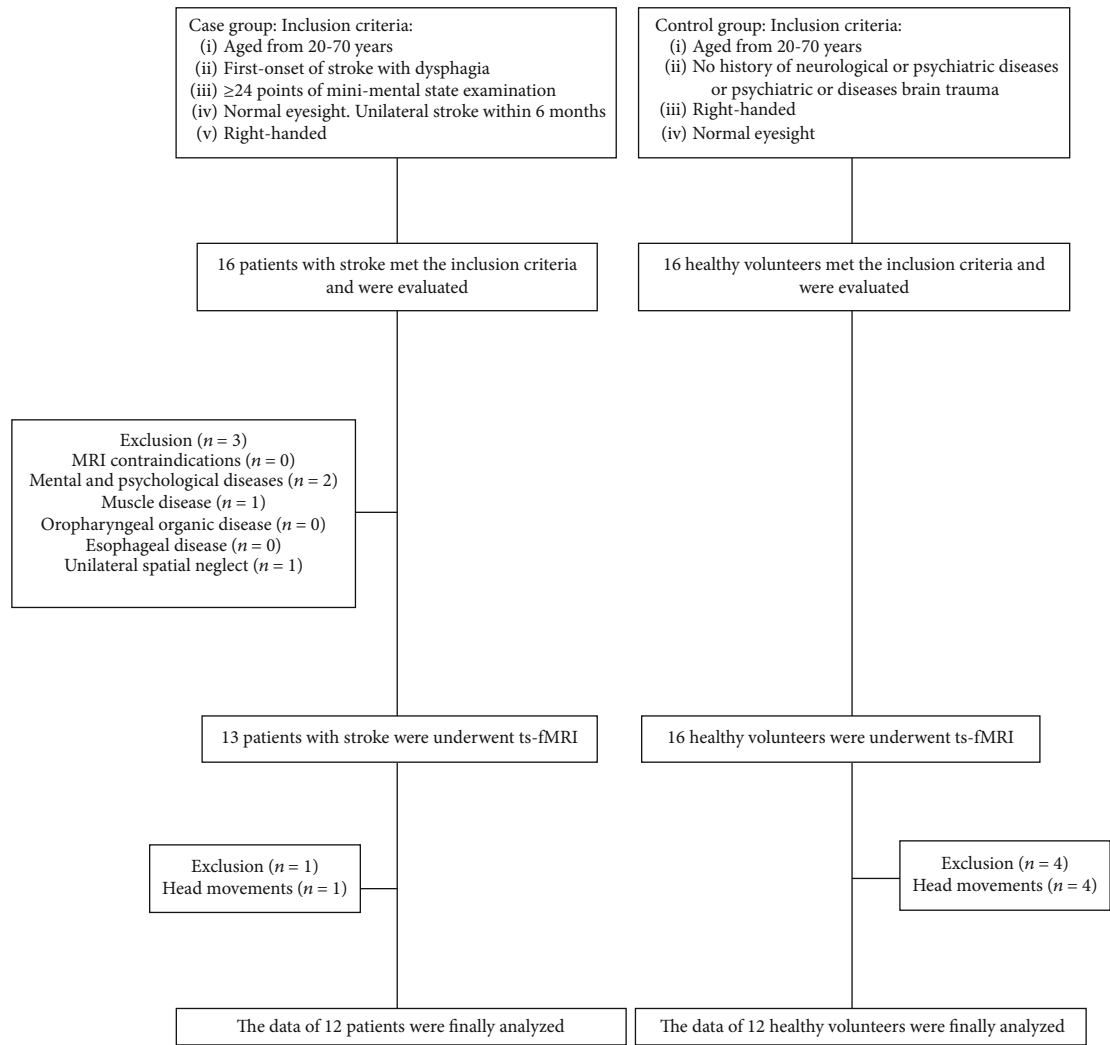 Case group: Inclusion criteria:
(i) Aged from 20-70 years
(ii) First-onset of stroke with dysphagia
(iii) ≥24 points of mini-mental state examination
(iv) Normal eyesight. Unilateral stroke within 6 months
(v) Right-handed
Control group: Inclusion criteria:
(i) Aged from 20-70 years
(ii) No history of neurological or psychiatric diseases
or psychiatric or diseases brain trauma
(iii) Right-handed
(iv) Normal eyesight
16 patients with stroke met the inclusion criteria
and were evaluated
16 healthy volunteers met the inclusion criteria and
were evaluated
Exclusion (n = 3)
MRI contraindications (n = 0)
Mental and psychological diseases (n = 2)
Muscle disease (n = 1)
Oropharyngeal organic disease (n = 0)
Esophageal disease (n = 0)
Unilateral spatial neglect (n = 1)
13 patients with stroke were underwent ts-fMRI
16 healthy volunteers were underwent ts-fMRI
Exclusion (n = 1)
Head movements (n = 1)
Exclusion (n = 4)
Head movements (n = 4)
The data of 12 patients were finally analyzed
The data of 12 healthy volunteers were finally analyzed